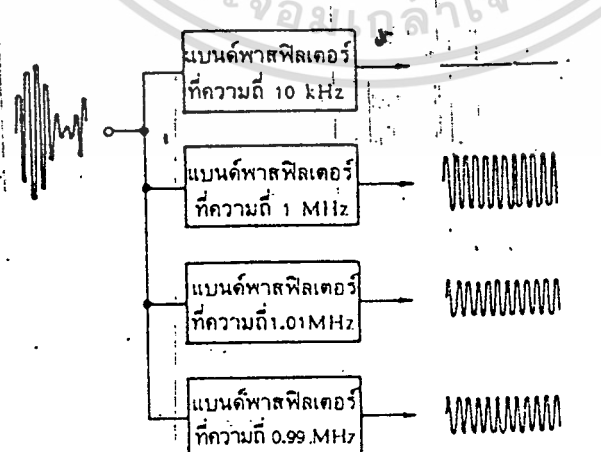 แบนด์พาสฟิลเตอร์
ที่ความถี่ 10 kHz
แบนด์พาสฟิลเตอร์
ที่ความถี่ 1 MHz
แบนด์พาสฟิลเตอร์
ที่ความถี่1.01MHz
แบนด์พาสฟิลเตอร์
ที่ความถี่ 0.99 MHz